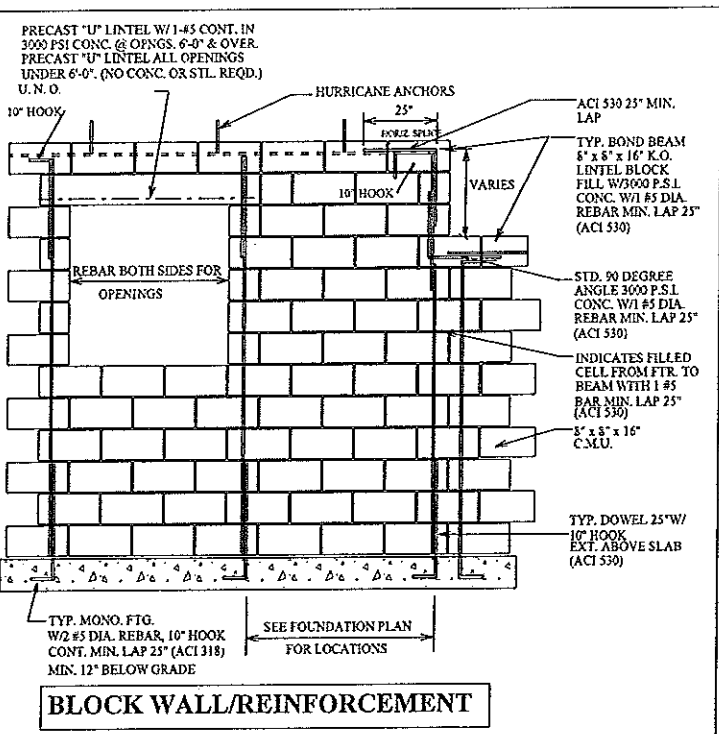 PRECAST "U" LINTEL W/ 1-#5 CONT. IN
3000 PSI CONC. @ OPNGS. 6'-0" & OVER.
PRECAST "U" LINTEL ALL OPENINGS
UNDER 6'-0". (NO CONC. OR STL. REQD.)
U. N. O.
10" HOOK
HURRICANE ANCHORS
25"
HORIZ. SPLICE
10" HOOK
VARIES
ACI 530 25" MIN.
LAP
TYP. BOND BEAM
8" x 8" x 16" K.O.
LINTEL BLOCK
FILL W/3000 P.S.I.
CONC. W/1 #5 DIA.
REBAR MIN. LAP 25"
(ACI 530)
REBAR BOTH SIDES FOR
OPENINGS
STD. 90 DEGREE
ANGLE 3000 P.S.I.
CONC. W/1 #5 DIA.
REBAR MIN. LAP 25"
(ACI 530)
INDICATES FILLED
CELL FROM FTR. TO
BEAM WITH 1 #5
BAR MIN. LAP 25"
(ACI 530)
8" x 8" x 16"
C.M.U.
TYP. DOWEL 25"W/
10" HOOK
EXT. ABOVE SLAB
(ACI 530)
TYP. MONO. FTG.
W/2 #5 DIA. REBAR, 10" HOOK
CONT. MIN. LAP 25" (ACI 318)
MIN. 12" BELOW GRADE
SEE FOUNDATION PLAN
FOR LOCATIONS
BLOCK WALL/REINFORCEMENT